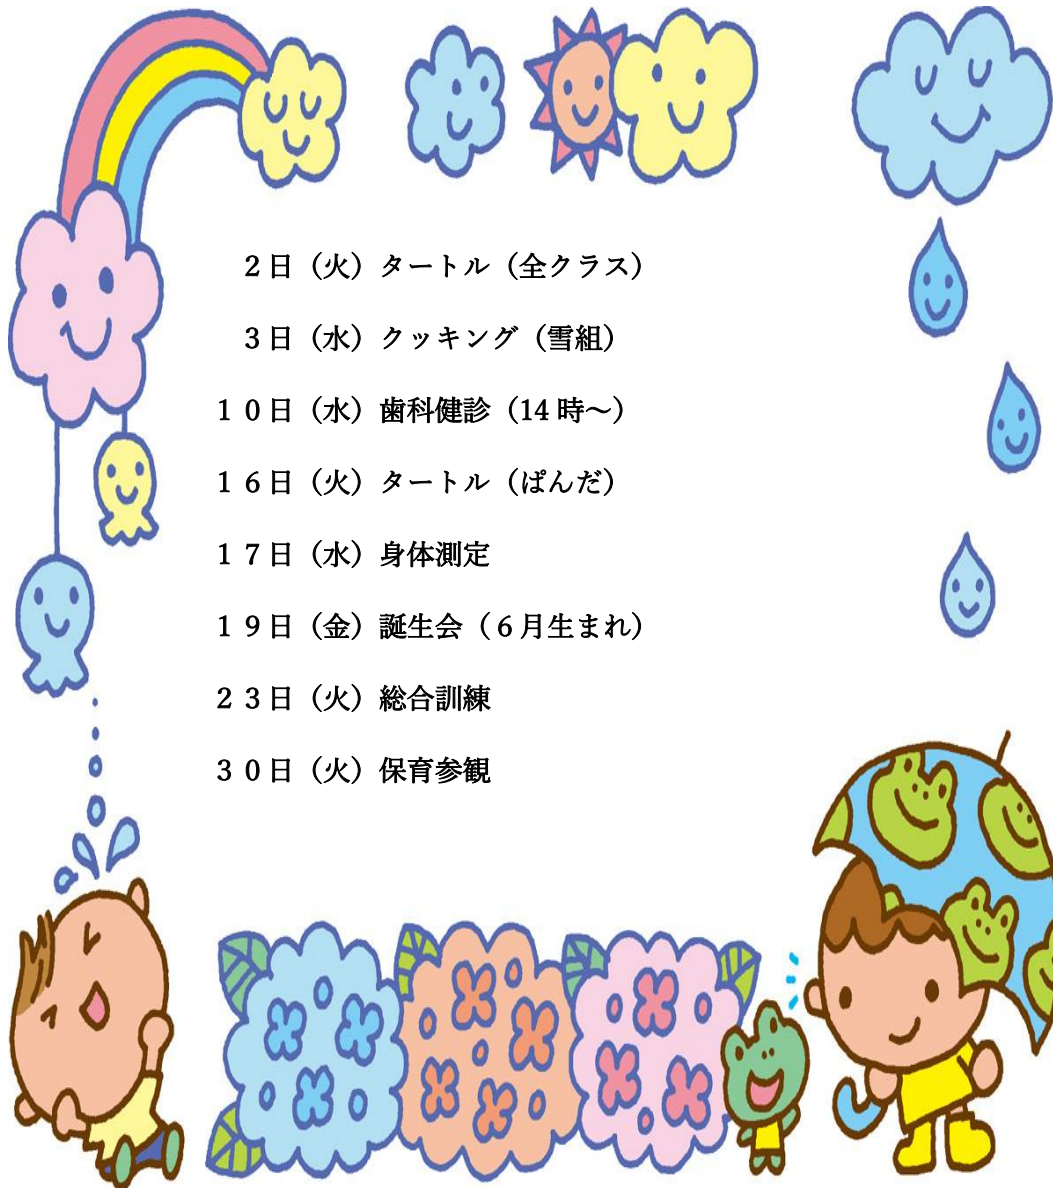 ２日（火）タートル（全クラス）
３日（水）クッキング（雪組）
１０日（水）歯科健診（14 時～）
１６日（火）タートル（ぱんだ）
１７日（水）身体測定
１９日（金）誕生会（６月生まれ）
２３日（火）総合訓練
３０日（火）保育参観